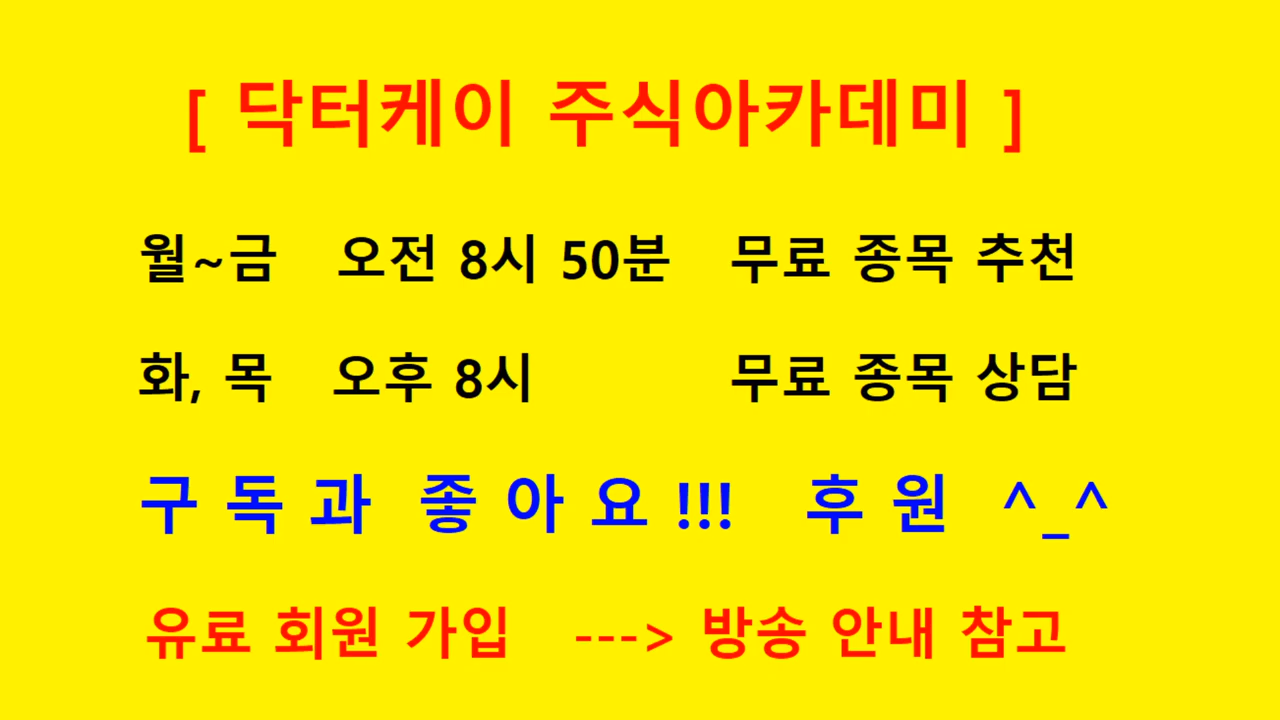 [ 닥터케이 주식아카데미 ]
월~금 오전 8시 50분 무료 종목 추천
화, 목 오후 8시 무료 종목 상담
구 독 과 좋 아 요 !!! 후 원 ^_^
유료 회원 가입 ---> 방송 안내 참고